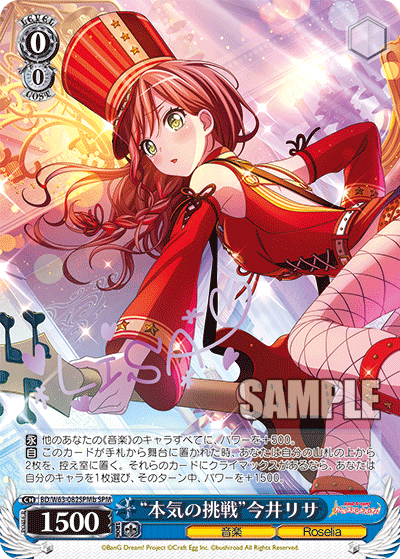 LEVEL
0
0
COST
LISA
SAMPLE
永 他のあなたの《音楽》のキャラすべてに、パワーを+500。
自 このカードが手札から舞台に置かれた時、あなたは自分の山札の上から
2枚を、控え室に置く。それらのカードにクライマックスがあるなら、あなたは
自分のキャラを1枚選び、そのターン中、パワーを+1500。
CH BD/W63-082SPMb SPM
1500
“本気の挑戦”今井リサ
音楽
Roselia
©BanG Dream! Project ©Craft Egg Inc. ©bushiroad All Rights Reserved.